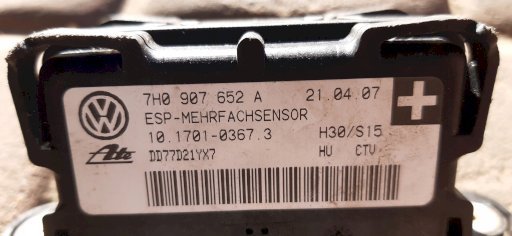 7H0 907 652 A 21.04.07
ESP-MEHRFACHSENSOR
10.1701-0367.3 H30/S15
Ate DD77D21YX7 HU CTV